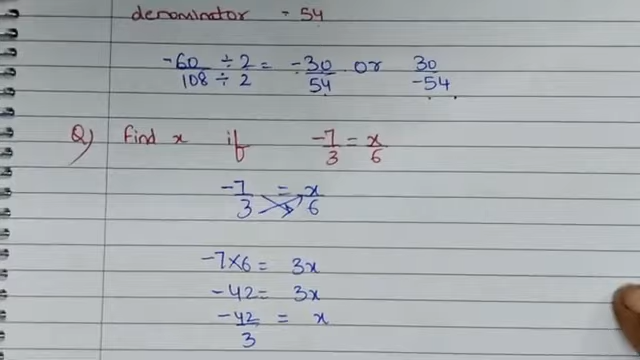 denominator = 54
-60/108 ÷ 2/÷ 2 = -30/54 or 30/-54
Q) Find x if -7/3 = x/6
-7/3 = x/6
-7×6 = 3x
-42 = 3x
-42/3 = x